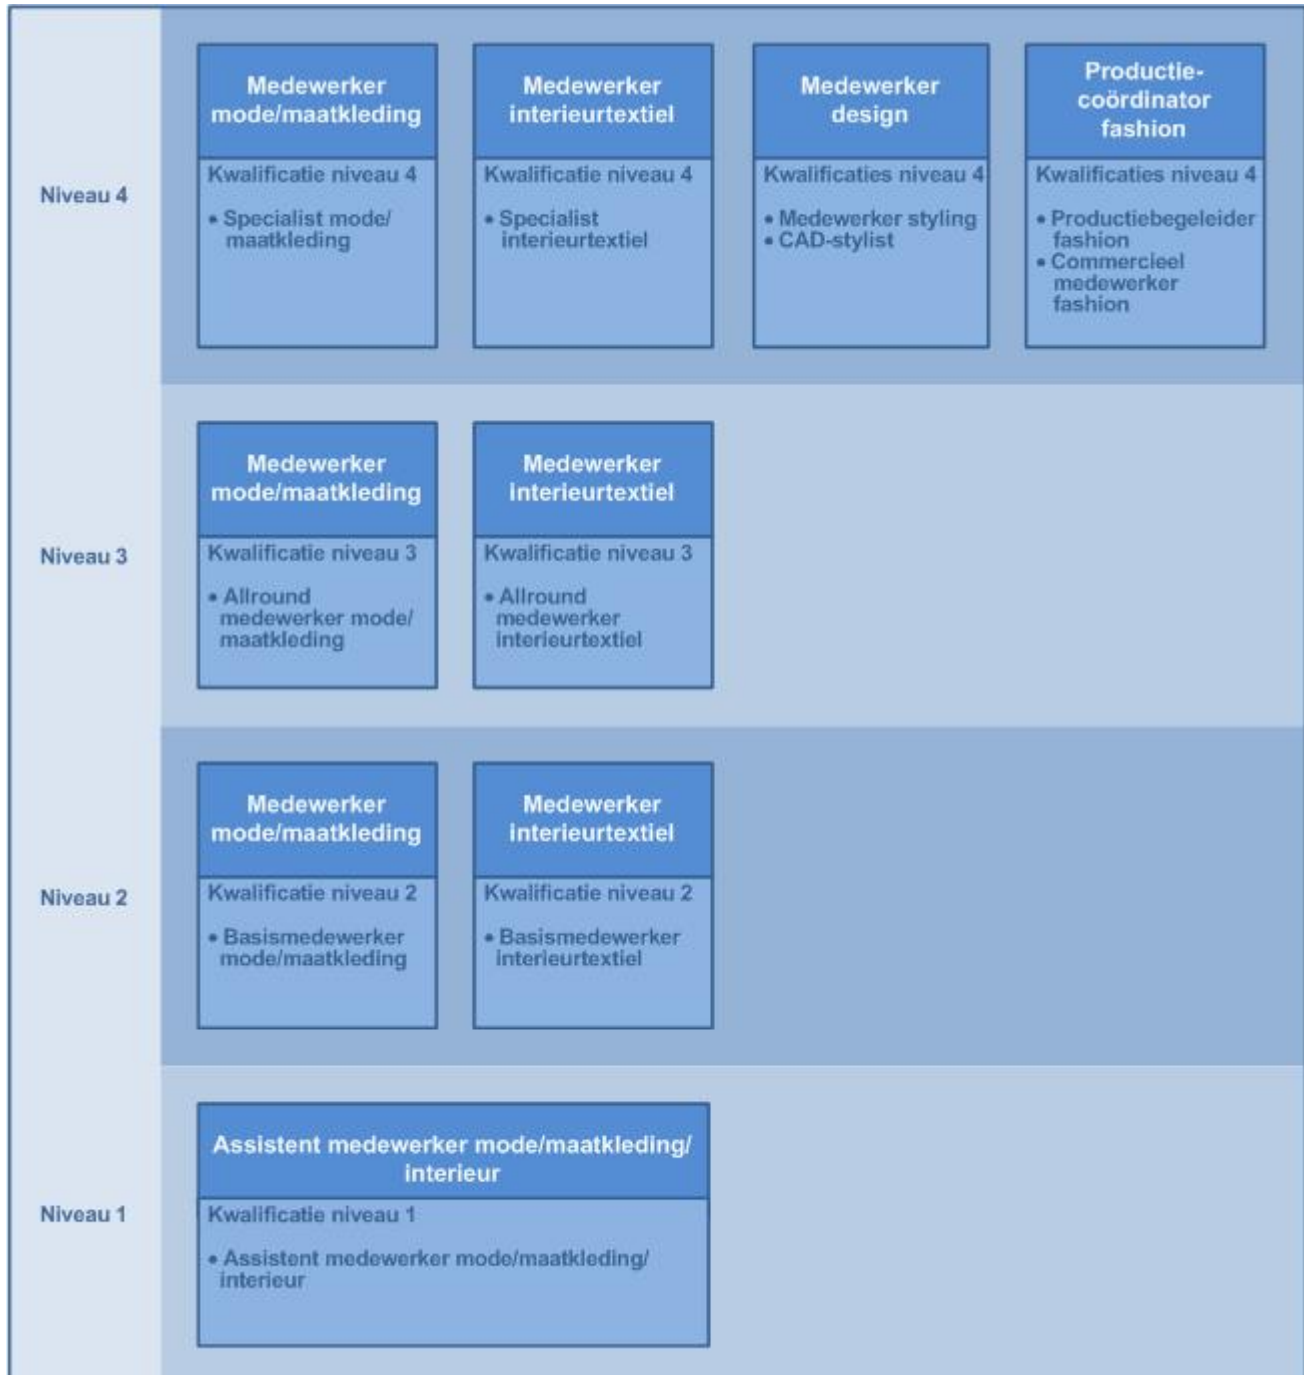 Niveau 4
Medewerker
mode/maatkleding
Kwalificatie niveau 4
• Specialist mode/
maatkleding
Medewerker
interieurtextiel
Kwalificatie niveau 4
• Specialist
interieurtextiel
Medewerker
design
Kwalificaties niveau 4
• Medewerker styling
• CAD-stylist
Productie-
coördinator
fashion
Kwalificaties niveau 4
• Productiebegeleider
fashion
• Commercieel
medewerker
fashion
Niveau 3
Medewerker
mode/maatkleding
Kwalificatie niveau 3
• Allround
medewerker mode/
maatkleding
Medewerker
interieurtextiel
Kwalificatie niveau 3
• Allround
medewerker
interieurtextiel
Niveau 2
Medewerker
mode/maatkleding
Kwalificatie niveau 2
• Basismedewerker
mode/maatkleding
Medewerker
interieurtextiel
Kwalificatie niveau 2
• Basismedewerker
interieurtextiel
Niveau 1
Assistent medewerker mode/maatkleding/
interieur
Kwalificatie niveau 1
• Assistent medewerker mode/maatkleding/
interieur